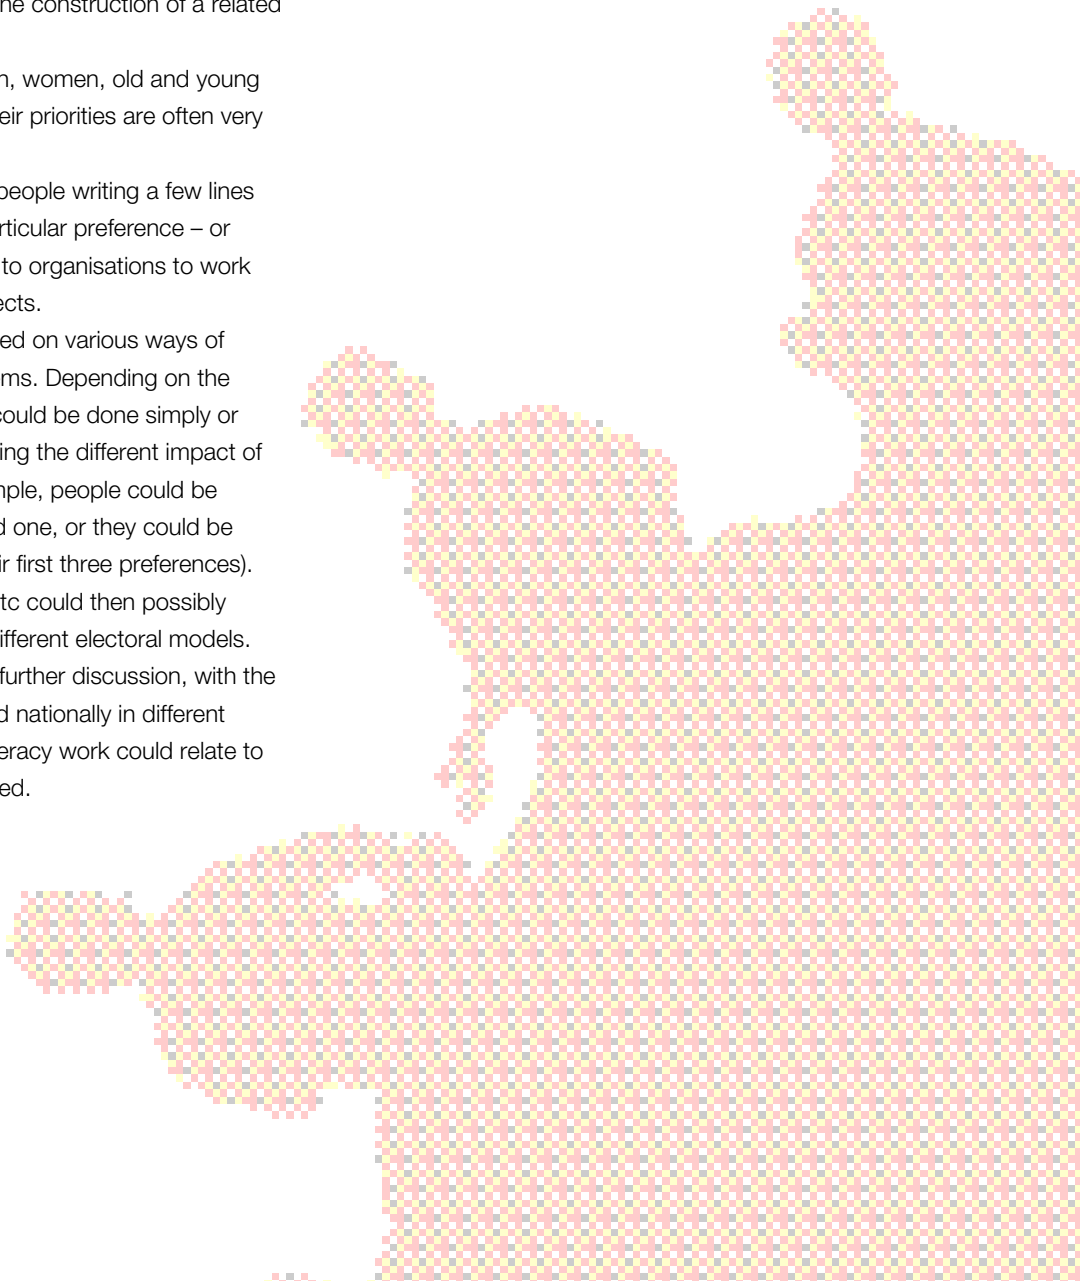 ne construction of a related
n, women, old and young
eir priorities are often very
people writing a few lines
rticular preference – or
to organisations to work
ects.
ed on various ways of
ms. Depending on the
could be done simply or
ing the different impact of
nple, people could be
d one, or they could be
ir first three preferences).
tc could then possibly
ifferent electoral models.
further discussion, with the
d nationally in different
eracy work could relate to
ed.